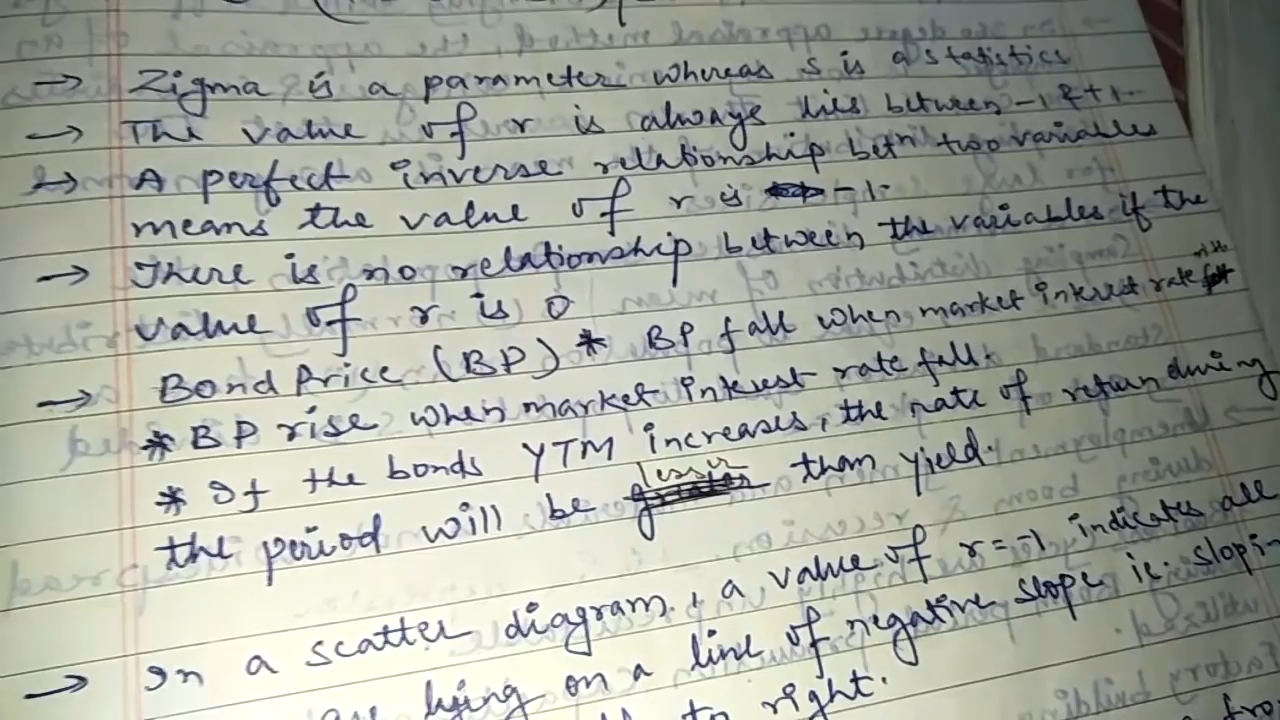 → Zigma is a parameter whereas s is a statistics
→ The value of r is always lies between -1 & +1.
→ A perfect inverse relationship betn two variables
means the value of r is -1.
→ There is no relationship between the variables if the
value of r is 0
→ Bond Price (BP) * BP fall when market interest rate
* BP rise when market interest rate fall.
* If the bonds YTM increases, the rate of return during
the period will be lesser than yield.
→ In a scatter diagram, a value of r = -1 indicates all
are lying on a line of negative slope ie. slopin
to right.